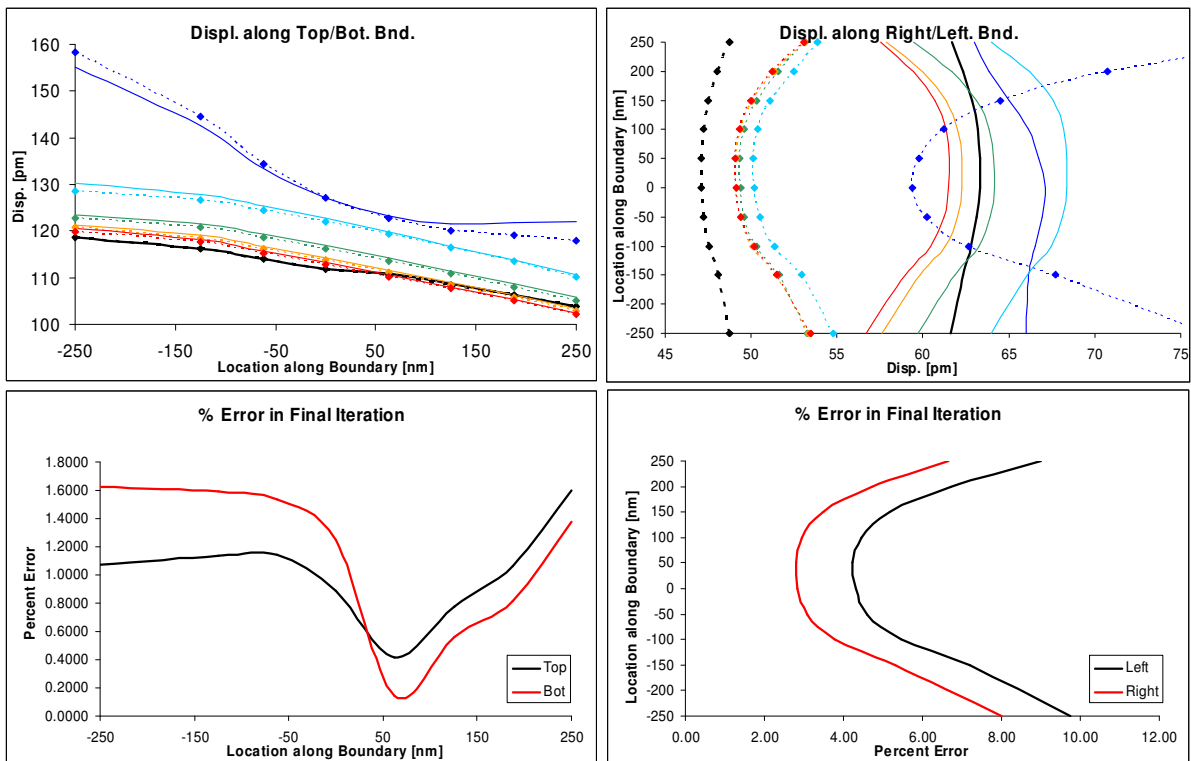 Displ. along Top/Bot. Bnd.
160
150
140
130
120
110
100
Disp. [pm]
-250 -150 -50 50 150 250
Location along Boundary [nm]
Displ. along Right/Left. Bnd.
250
200
150
100
50
0
-50
-100
-150
-200
-250
Location along Boundary [nm]
45 50 55 60 65 70 75
Disp. [pm]
% Error in Final Iteration
1.8000
1.6000
1.4000
1.2000
1.0000
0.8000
0.6000
0.4000
0.2000
0.0000
Percent Error
Top
Bot
-250 -150 -50 50 150 250
Location along Boundary [nm]
% Error in Final Iteration
250
200
150
100
50
0
-50
-100
-150
-200
-250
Location along Boundary [nm]
Left
Right
0.00 2.00 4.00 6.00 8.00 10.00 12.00
Percent Error